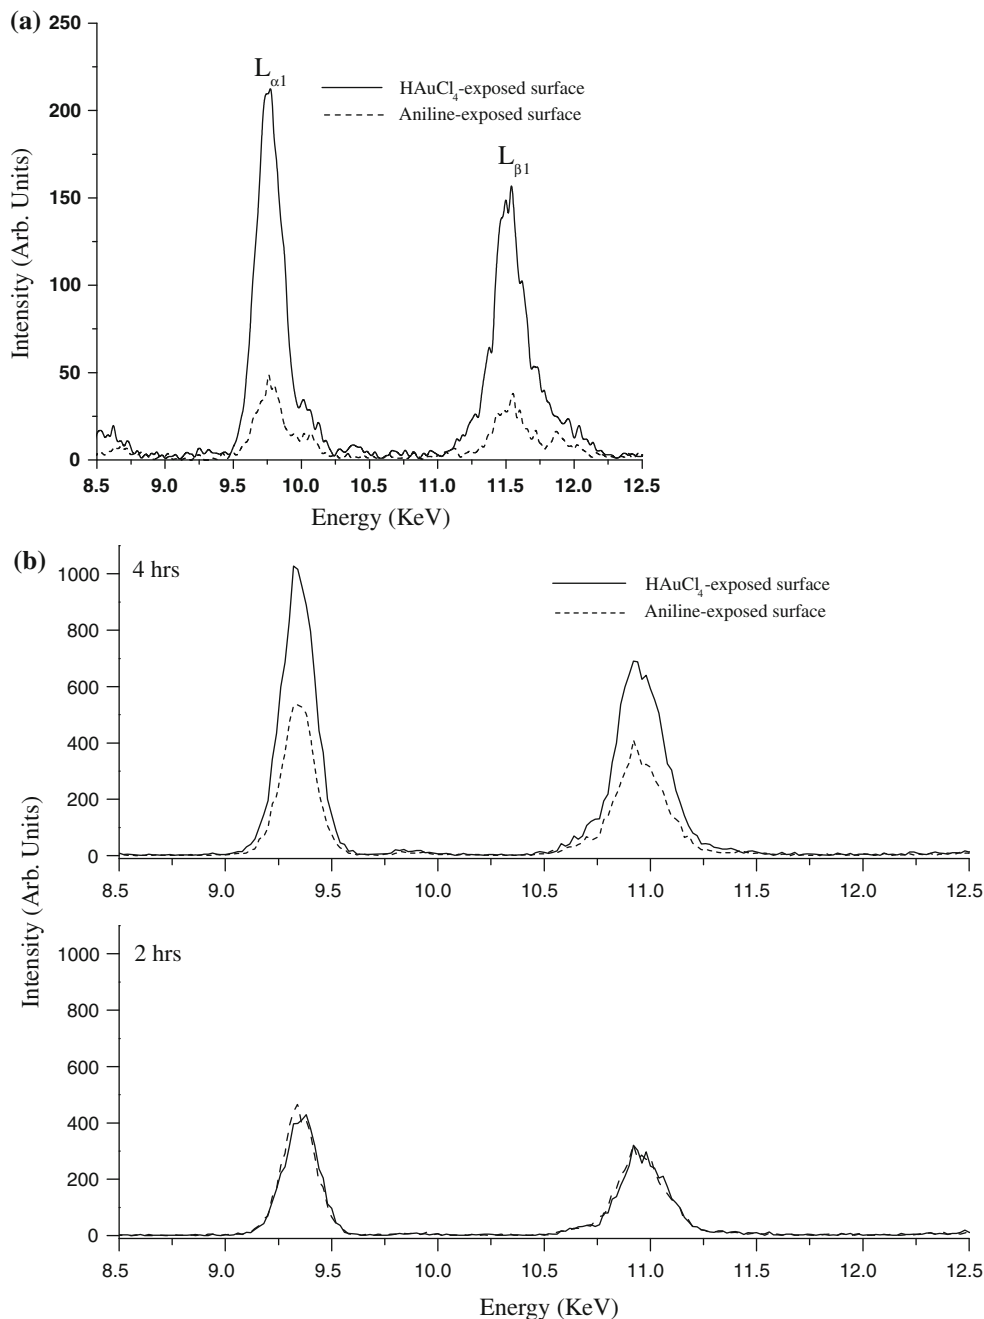 (a)
250
200
150
100
50
0
Intensity (Arb. Units)
Lα1
Lβ1
HAuCl4-exposed surface
Aniline-exposed surface
8.5 9.0 9.5 10.0 10.5 11.0 11.5 12.0 12.5
Energy (KeV)
(b)
4 hrs
HAuCl4-exposed surface
Aniline-exposed surface
1000
800
600
400
200
0
8.5 9.0 9.5 10.0 10.5 11.0 11.5 12.0 12.5
Intensity (Arb. Units)
2 hrs
1000
800
600
400
200
0
8.5 9.0 9.5 10.0 10.5 11.0 11.5 12.0 12.5
Energy (KeV)